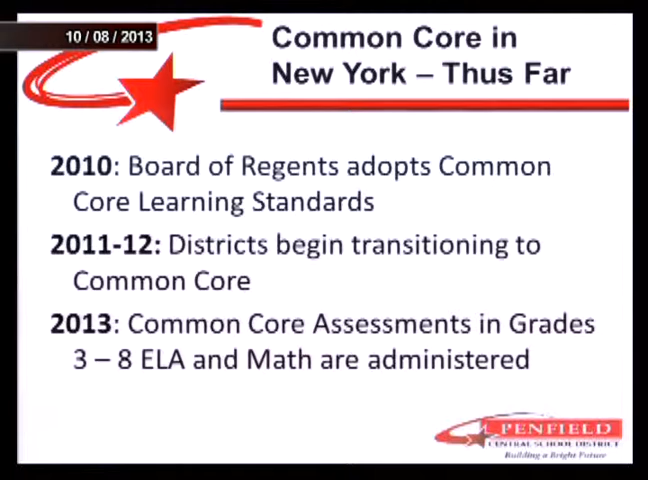 10 / 08 / 2013
Common Core in
New York – Thus Far
2010: Board of Regents adopts Common
Core Learning Standards
2011-12: Districts begin transitioning to
Common Core
2013: Common Core Assessments in Grades
3 – 8 ELA and Math are administered
PENFIELD
CENTRAL SCHOOL DISTRICT
Building a Bright Future